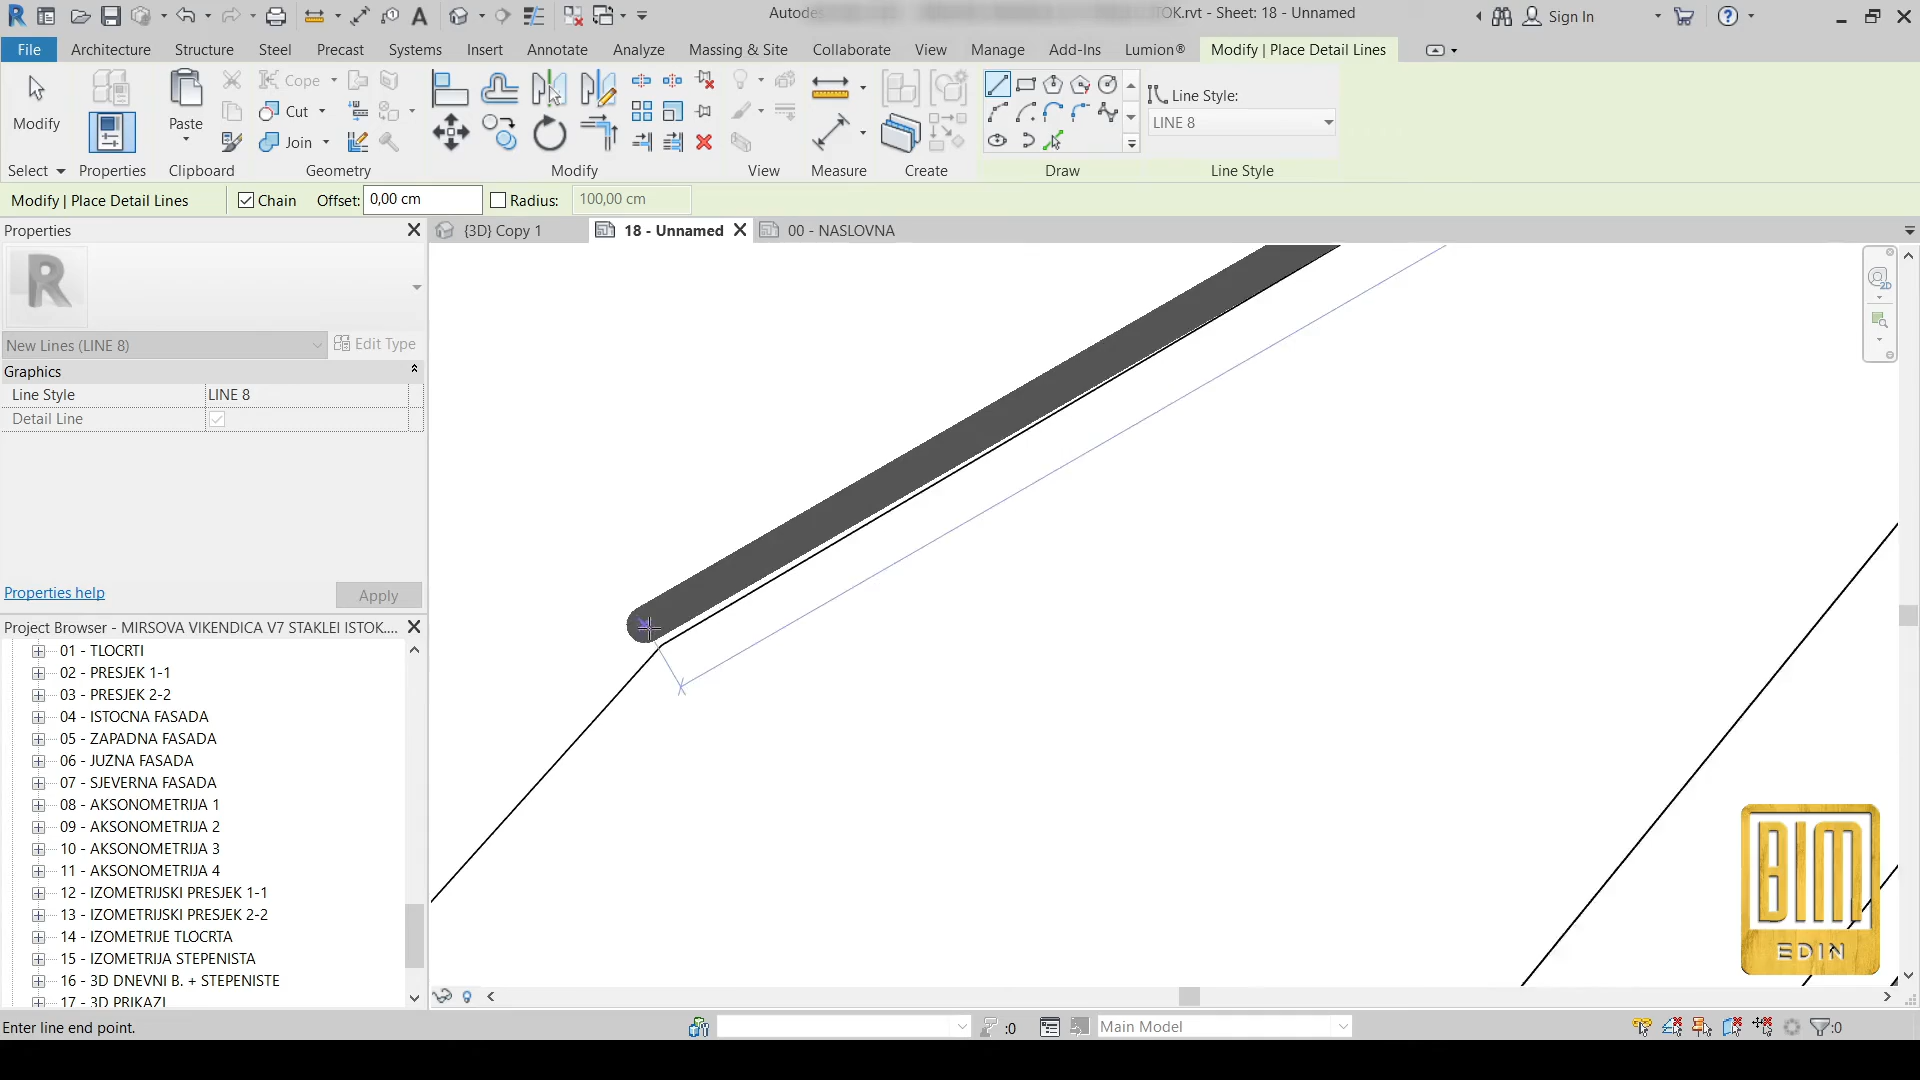 Autodes
TOK.rvt - Sheet: 18 - Unnamed
Sign In
File Architecture Structure Steel Precast Systems Insert Annotate Analyze Massing & Site Collaborate View Manage Add-Ins Lumion® Modify | Place Detail Lines
Modify
Paste
Cope
Cut
Join
Line Style:
LINE 8
Select Properties Clipboard Geometry Modify View Measure Create Draw Line Style
Modify | Place Detail Lines Chain Offset: 0,00 cm Radius: 100,00 cm
Properties
{3D} Copy 1 18 - Unnamed 00 - NASLOVNA
R
New Lines (LINE 8) Edit Type
Graphics
Line Style LINE 8
Detail Line
Properties help Apply
Project Browser - MIRSOVA VIKENDICA V7 STAKLEI ISTOK....
01 - TLOCRTI
02 - PRESJEK 1-1
03 - PRESJEK 2-2
04 - ISTOCNA FASADA
05 - ZAPADNA FASADA
06 - JUZNA FASADA
07 - SJEVERNA FASADA
08 - AKSONOMETRIJA 1
09 - AKSONOMETRIJA 2
10 - AKSONOMETRIJA 3
11 - AKSONOMETRIJA 4
12 - IZOMETRIJSKI PRESJEK 1-1
13 - IZOMETRIJSKI PRESJEK 2-2
14 - IZOMETRIJE TLOCRTA
15 - IZOMETRIJA STEPENISTA
16 - 3D DNEVNI B. + STEPENISTE
17 - 3D PRIKAZI
2D
BIM
EDIN
Enter line end point.
:0
Main Model
:0